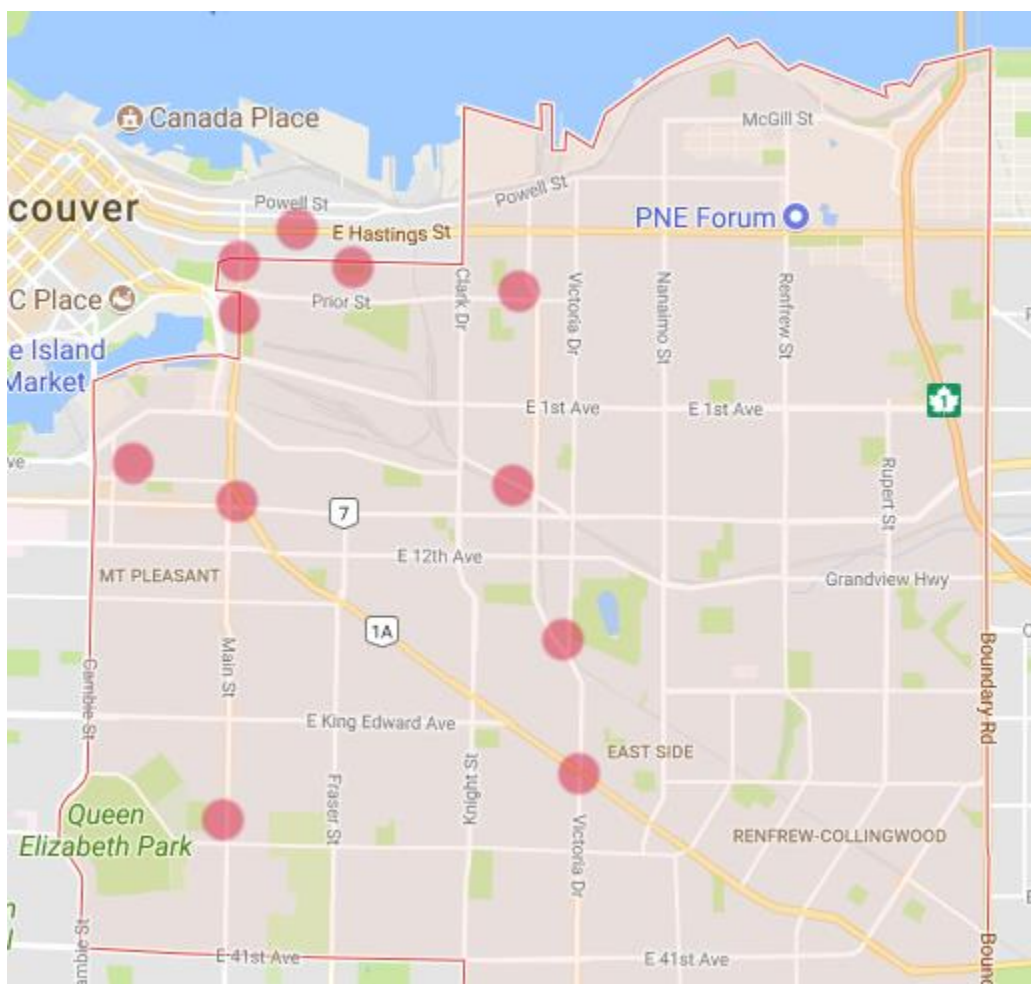 Canada Place
McGill St
Powell St
Powell St
couver
PNE Forum
E Hastings St
C Place
Prior St
Clark Dr
Victoria Dr
Nanaimo St
Renfrew St
e Island
Market
E 1st Ave
E 1st Ave
1
ve
Rupert St
7
E 12th Ave
MT PLEASANT
Grandview Hwy
1A
Main St
Cambie St
Boundary Rd
E King Edward Ave
EAST SIDE
Fraser St
Knight St
Queen
Elizabeth Park
Victoria Dr
RENFREW-COLLINGWOOD
ambie St
E 41st Ave
E 41st Ave
Boun